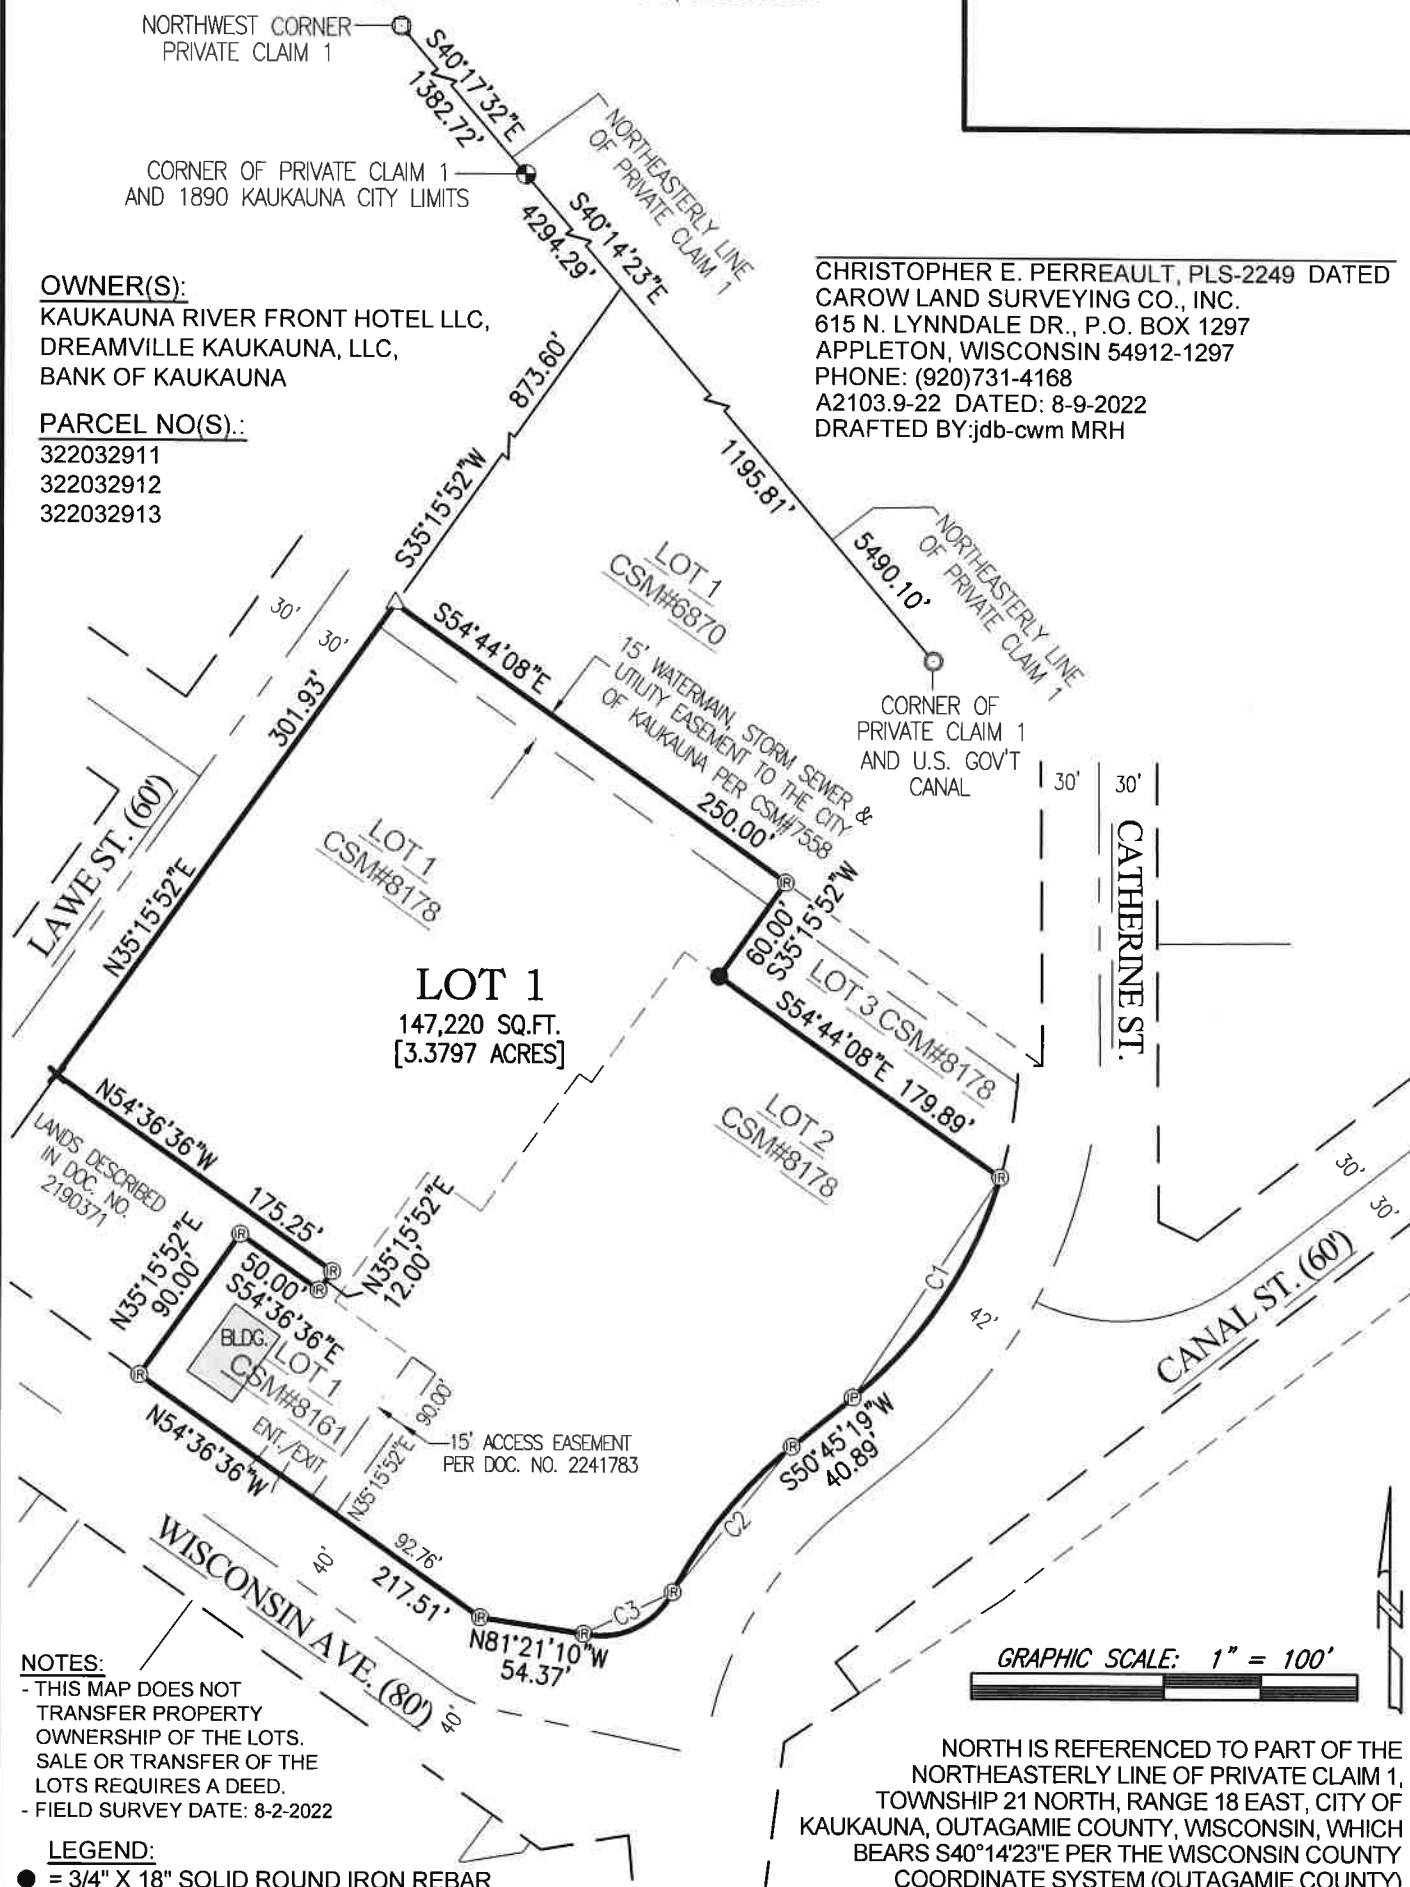 NORTHWEST CORNER
PRIVATE CLAIM 1
S40°17'32"E
1382.72'
NORTHEASTERLY LINE
OF PRIVATE CLAIM 1
CORNER OF PRIVATE CLAIM 1
AND 1890 KAUKAUNA CITY LIMITS
S40°14'23"E
4294.29'
OWNER(S):
KAUKAUNA RIVER FRONT HOTEL LLC,
DREAMVILLE KAUKAUNA, LLC,
BANK OF KAUKAUNA
PARCEL NO(S).:
322032911
322032912
322032913
CHRISTOPHER E. PERREAULT, PLS-2249 DATED
CAROW LAND SURVEYING CO., INC.
615 N. LYNNDALE DR., P.O. BOX 1297
APPLETON, WISCONSIN 54912-1297
PHONE: (920)731-4168
A2103.9-22 DATED: 8-9-2022
DRAFTED BY:jdb-cwm MRH
873.60'
S35°15'52"W
1195.81'
5490.10'
NORTHEASTERLY LINE
OF PRIVATE CLAIM 1
CORNER OF
PRIVATE CLAIM 1
AND U.S. GOV'T
CANAL
LOT 1
CSM#6870
30'
30'
S54°44'08"E
250.00'
15' WATERMAIN, STORM SEWER &
UTILITY EASEMENT TO THE CITY
OF KAUKAUNA PER CSM#7558
301.93'
N35°15'52"E
LAWE ST. (60')
LOT 1
CSM#8178
30'
30'
CATHERINE ST.
IR
60.00'
S35°15'52"W
LOT 3 CSM#8178
S54°44'08"E 179.89'
LOT 1
147,220 SQ.FT.
[3.3797 ACRES]
LOT 2
CSM#8178
N54°36'36"W
175.25'
LANDS DESCRIBED
IN DOC. NO.
2190371
N35°15'52"E
90.00'
IR
50.00'
S54°36'36"E
IR
IR
N35°15'52"E
12.00'
IR
C1
42'
30'
30'
CANAL ST. (60')
BLDG.
LOT 1
CSM#8161
IR
ENT./EXIT
N35°15'52"E
90.00'
15' ACCESS EASEMENT
PER DOC. NO. 2241783
IP
S50°45'19"W
40.89'
IR
C2
N54°36'36"W
92.76'
217.51'
IR
IR
C3
IR
N81°21'10"W
54.37'
WISCONSIN AVE. (80')
40'
40'
NOTES:
- THIS MAP DOES NOT
TRANSFER PROPERTY
OWNERSHIP OF THE LOTS.
SALE OR TRANSFER OF THE
LOTS REQUIRES A DEED.
- FIELD SURVEY DATE: 8-2-2022
LEGEND:
= 3/4" X 18" SOLID ROUND IRON REBAR
N
GRAPHIC SCALE: 1" = 100'
NORTH IS REFERENCED TO PART OF THE
NORTHEASTERLY LINE OF PRIVATE CLAIM 1,
TOWNSHIP 21 NORTH, RANGE 18 EAST, CITY OF
KAUKAUNA, OUTAGAMIE COUNTY, WISCONSIN, WHICH
BEARS S40°14'23"E PER THE WISCONSIN COUNTY
COORDINATE SYSTEM (OUTAGAMIE COUNTY)